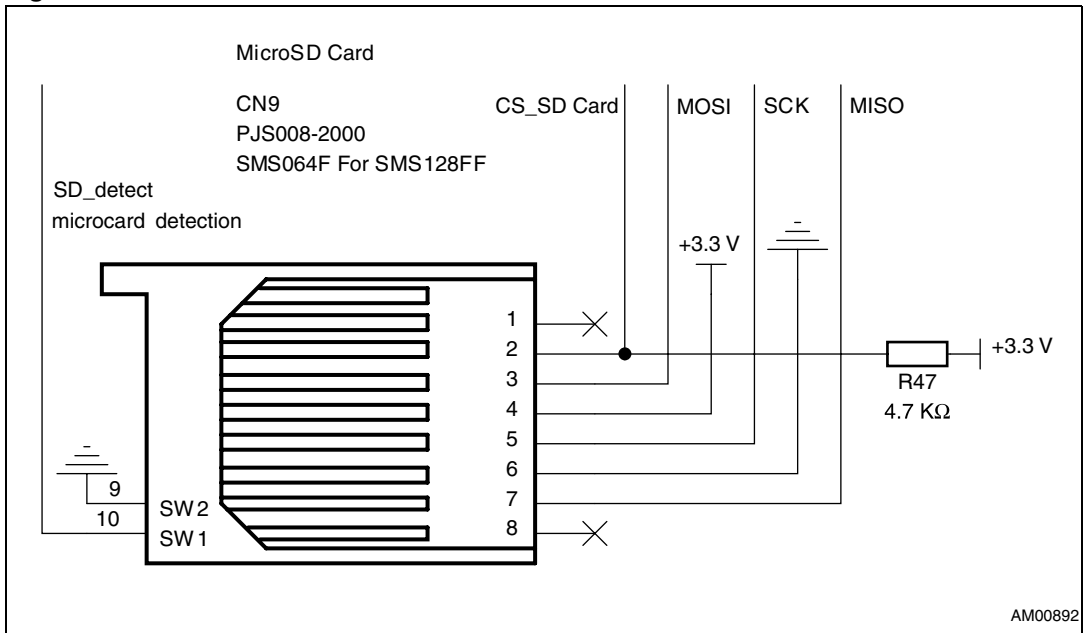 MicroSD Card
CN9
PJS008-2000
SMS064F For SMS128FF
CS_SD Card
MOSI
SCK
MISO
SD_detect
microcard detection
+3.3 V
1
2
3
4
5
6
7
8
+3.3 V
R47
4.7 KΩ
9
10
SW2
SW1
AM00892